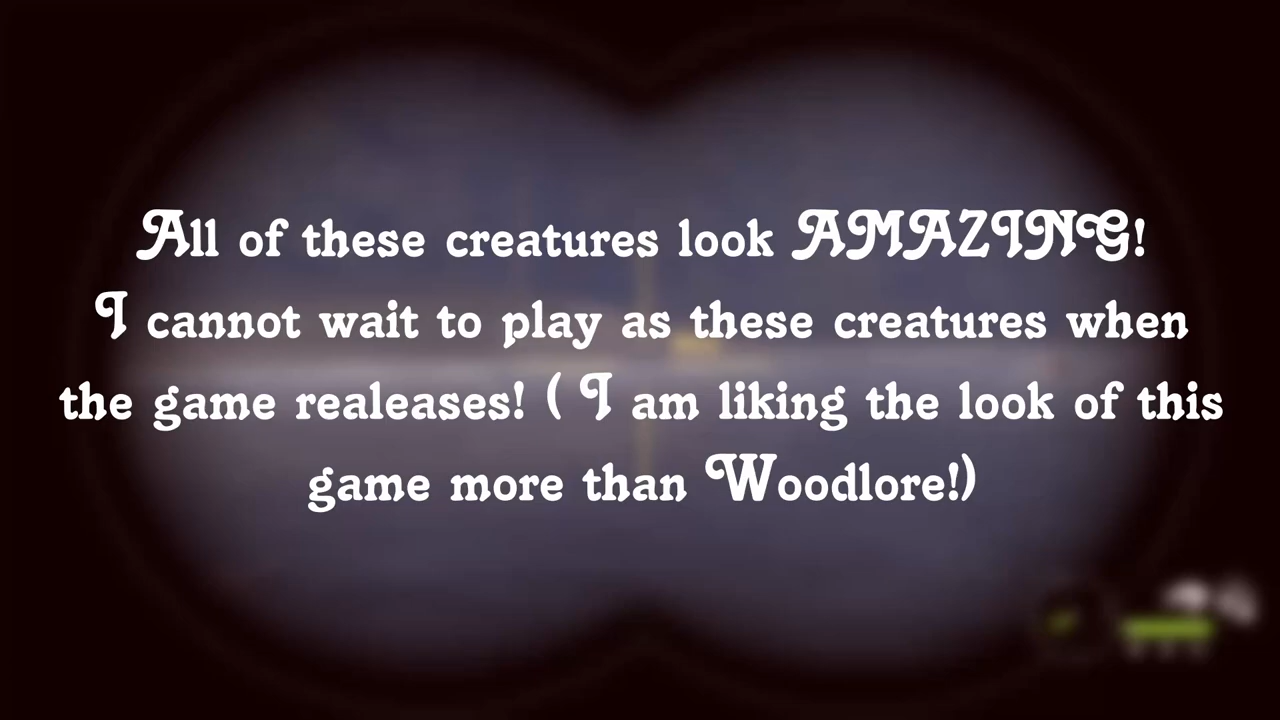 All of these creatures look AMAZING!
I cannot wait to play as these creatures when
the game realeases! ( I am liking the look of this
game more than Woodlore!)